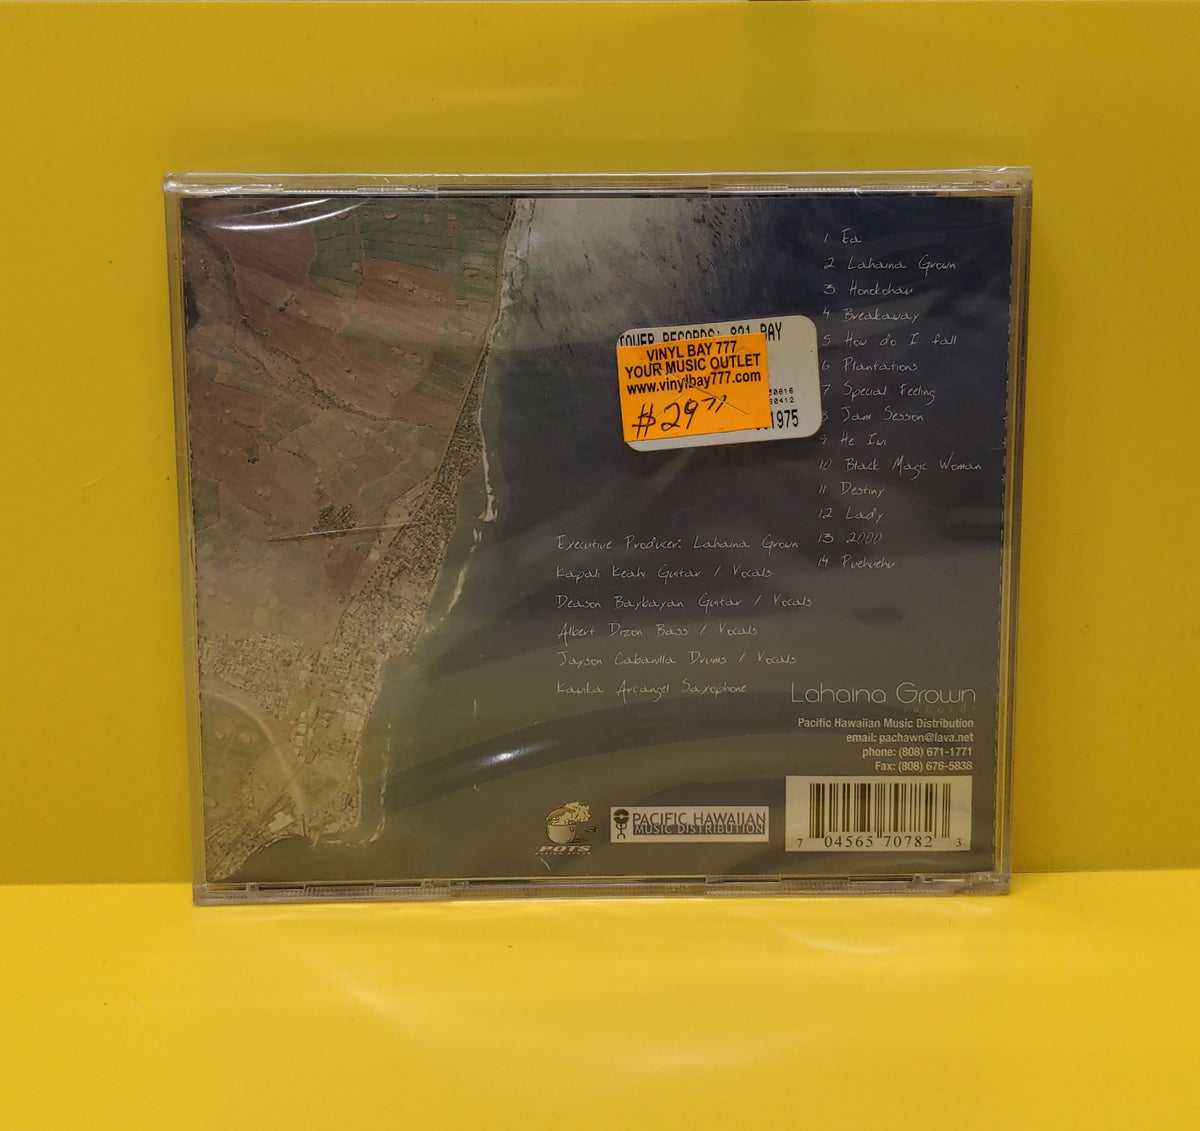 1 Ea
2 Lahaina Grown
3 Honokohau
4 Breakaway
5 How do I fall
6 Plantations
7 Special Feeling
8 Jam Session
9 He Iwi
10 Black Magic Woman
11 Destiny
12 Lady
13 2000
14 Puehuehu
TOWER RECORDS: 821 BAY
VINYL BAY 777
YOUR MUSIC OUTLET
www.vinylbay777.com
#29 77
1975
Executive Producer: Lahaina Grown
Kapali Keahi Guitar / Vocals
Deason Baybayan Guitar / Vocals
Albert Dizon Bass / Vocals
Jayson Cabanilla Drums / Vocals
Kawika Arcangel Saxophone
Lahaina Grown
records
Pacific Hawaiian Music Distribution
email: pachawn@lava.net
phone: (808) 671-1771
Fax: (808) 676-5838
POTS
PACIFIC HAWAIIAN
MUSIC DISTRIBUTION
7 04565 70782 3